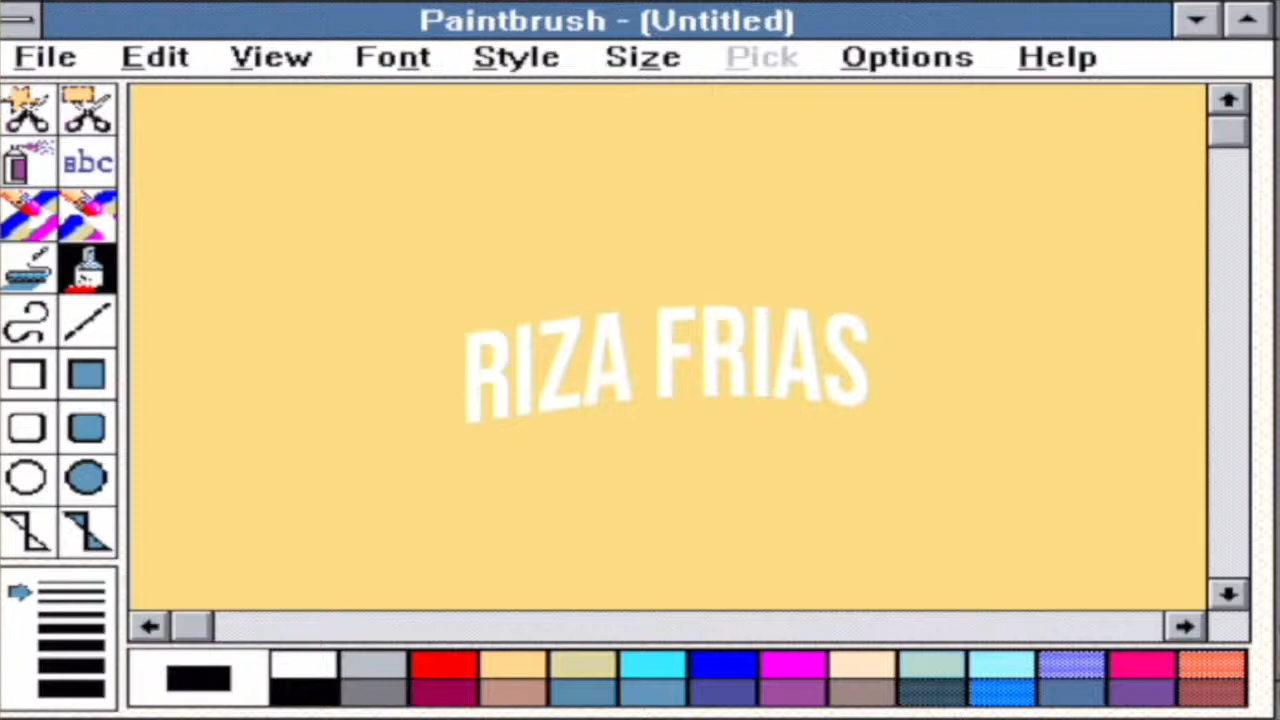 Paintbrush - (Untitled)
File Edit View Font Style Size Pick Options Help
abc
RIZA FRIAS